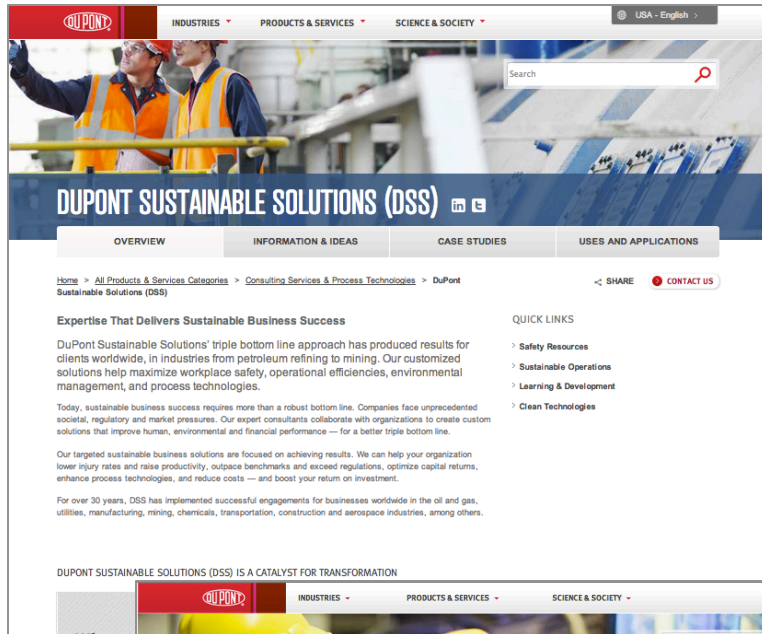 DUPONT
INDUSTRIES
PRODUCTS & SERVICES
SCIENCE & SOCIETY
USA - English >
Search
DUPONT SUSTAINABLE SOLUTIONS (DSS) in t
OVERVIEW
INFORMATION & IDEAS
CASE STUDIES
USES AND APPLICATIONS
Home > All Products & Services Categories > Consulting Services & Process Technologies > DuPont
Sustainable Solutions (DSS)
SHARE
CONTACT US
Expertise That Delivers Sustainable Business Success
DuPont Sustainable Solutions' triple bottom line approach has produced results for
clients worldwide, in industries from petroleum refining to mining. Our customized
solutions help maximize workplace safety, operational efficiencies, environmental
management, and process technologies.
Today, sustainable business success requires more than a robust bottom line. Companies face unprecedented
societal, regulatory and market pressures. Our expert consultants collaborate with organizations to create custom
solutions that improve human, environmental and financial performance — for a better triple bottom line.
Our targeted sustainable business solutions are focused on achieving results. We can help your organization
lower injury rates and raise productivity, outpace benchmarks and exceed regulations, optimize capital returns,
enhance process technologies, and reduce costs — and boost your return on investment.
For over 30 years, DSS has implemented successful engagements for businesses worldwide in the oil and gas,
utilities, manufacturing, mining, chemicals, transportation, construction and aerospace industries, among others.
QUICK LINKS
> Safety Resources
> Sustainable Operations
> Learning & Development
> Clean Technologies
DUPONT SUSTAINABLE SOLUTIONS (DSS) IS A CATALYST FOR TRANSFORMATION
DUPONT
INDUSTRIES
PRODUCTS & SERVICES
SCIENCE & SOCIETY